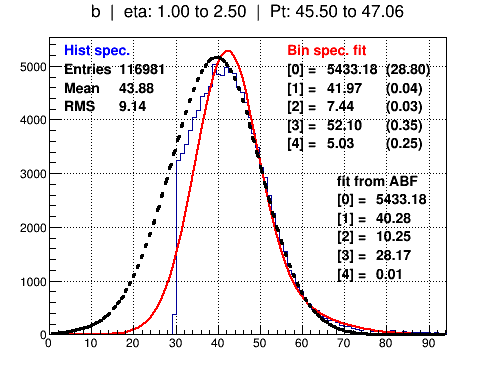 b | eta: 1.00 to 2.50 | Pt: 45.50 to 47.06
Hist spec.
Entries 116981
Mean 43.88
RMS 9.14
Bin spec. fit
[0] = 5433.18 (28.80)
[1] = 41.97 (0.04)
[2] = 7.44 (0.03)
[3] = 52.10 (0.35)
[4] = 5.03 (0.25)
fit from ABF
[0] = 5433.18
[1] = 40.28
[2] = 10.25
[3] = 28.17
[4] = 0.01
5000
4000
3000
2000
1000
0
0 10 20 30 40 50 60 70 80 90